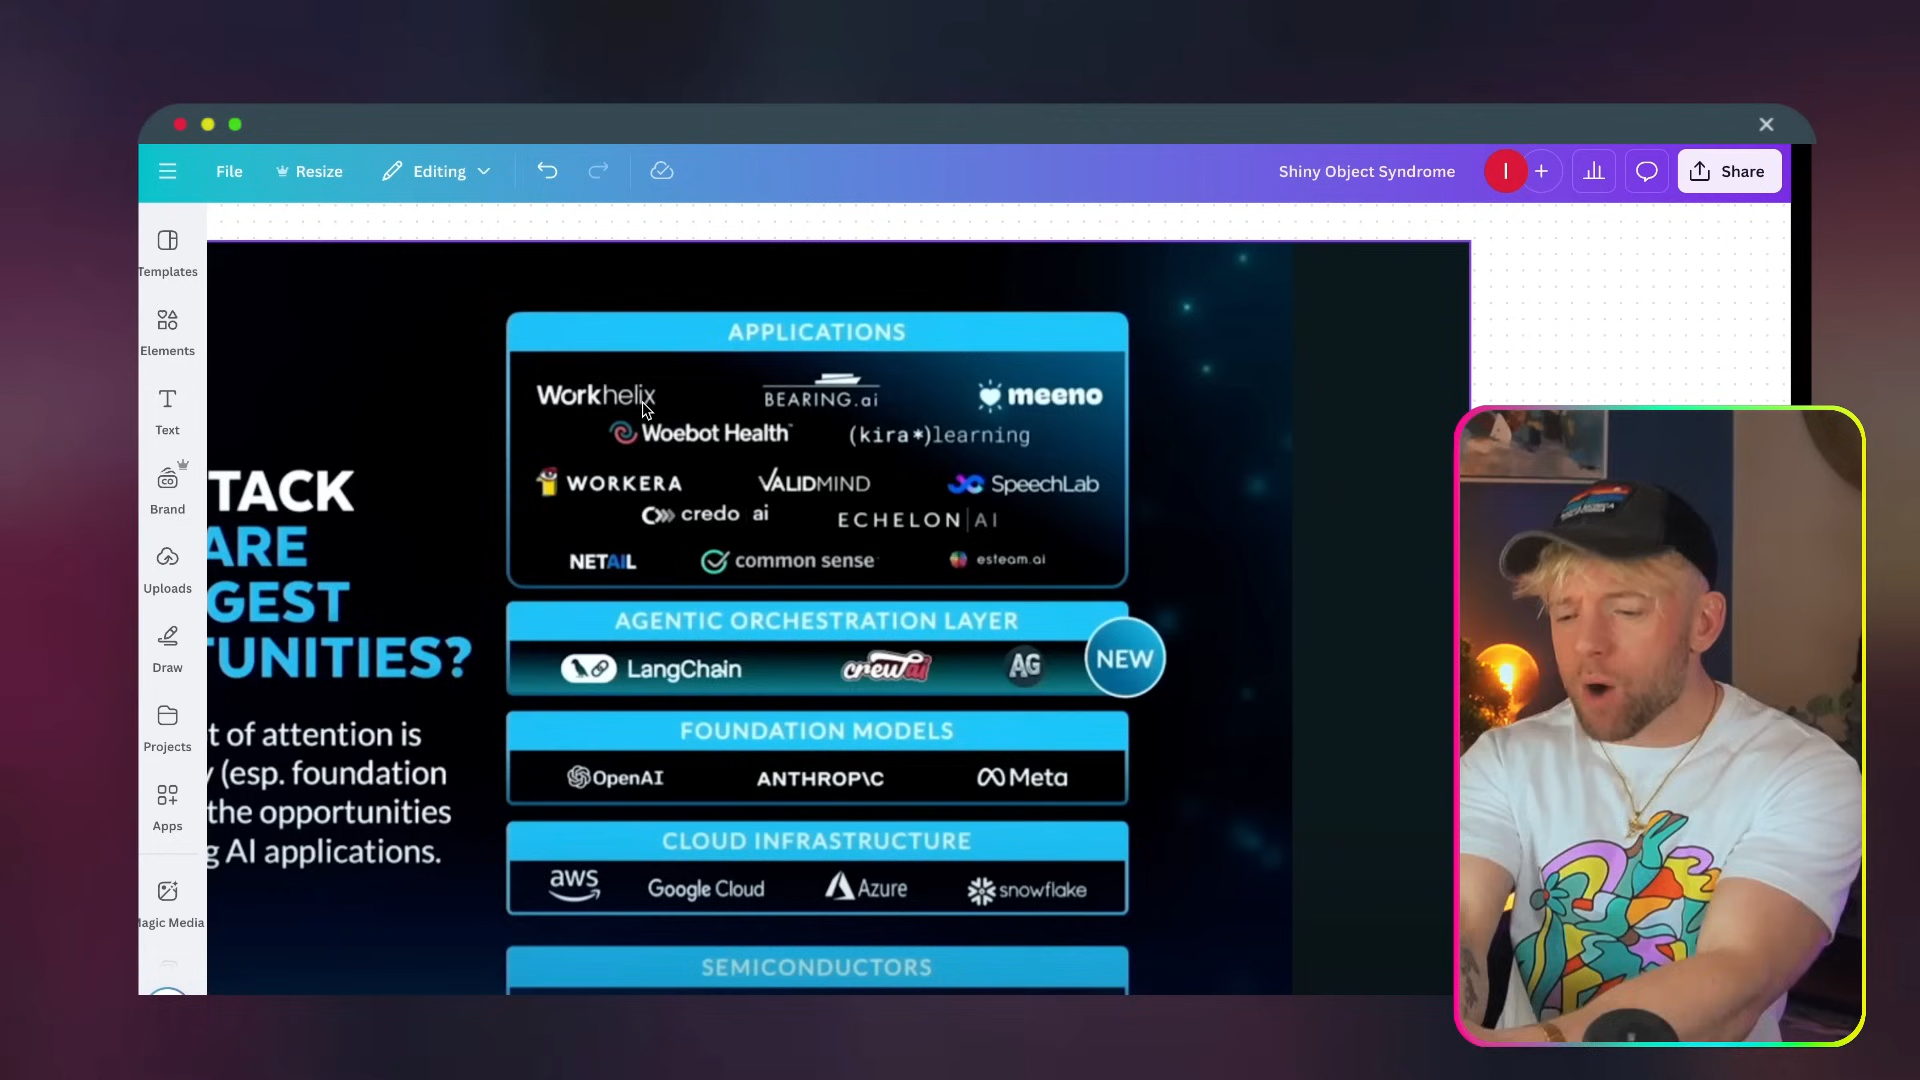 File
Resize
Editing
Shiny Object Syndrome
I
Share
Templates
Elements
Text
Brand
Uploads
Draw
Projects
Apps
Magic Media
TACK
ARE
GEST
TUNITIES?
t of attention is
y (esp. foundation
the opportunities
g AI applications.
APPLICATIONS
Workhelix
BEARING.ai
meeno
Woebot Health™
(kira*)learning
WORKERA
VALIDMIND
SpeechLab
credo ai
ECHELON|AI
NETAIL
common sense
esteam.ai
AGENTIC ORCHESTRATION LAYER
LangChain
crewai
AG
NEW
FOUNDATION MODELS
OpenAI
ANTHROP\C
Meta
CLOUD INFRASTRUCTURE
aws
Google Cloud
Azure
snowflake
SEMICONDUCTORS